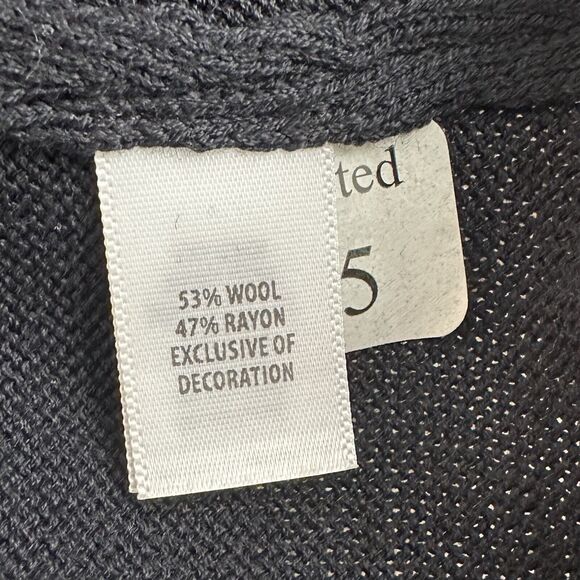 ted
5
53% WOOL
47% RAYON
EXCLUSIVE OF
DECORATION